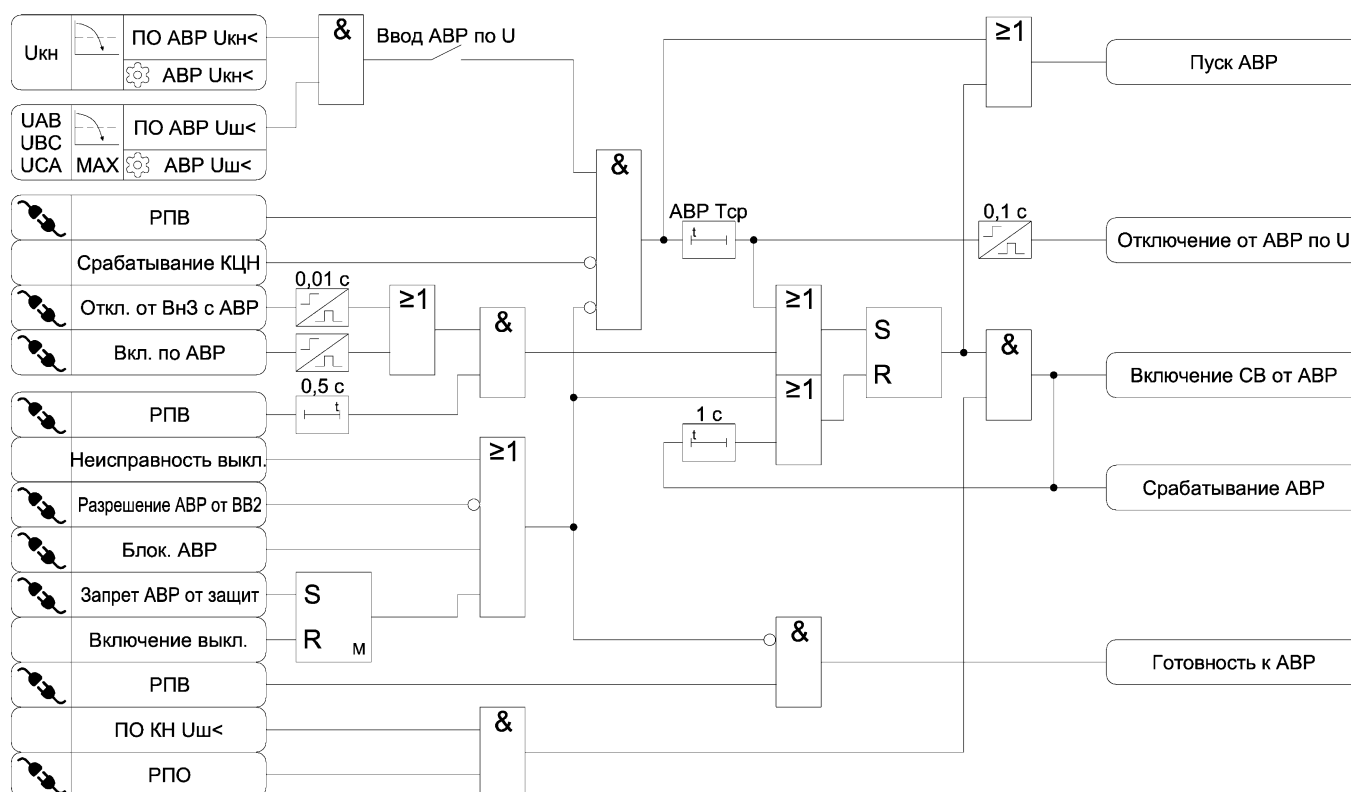 Uкн
ПО АВР Uкн<
АВР Uкн<
&
Ввод АВР по U
≥1
Пуск АВР
UAB
UBC
UCA
MAX
ПО АВР Uш<
АВР Uш<
&
РПВ
АВР Тср
t
0,1 с
Отключение от АВР по U
Срабатывание КЦН
Откл. от ВнЗ с АВР
0,01 с
≥1
&
≥1
S
R
&
Вкл. по АВР
Включение СВ от АВР
РПВ
0,5 с
t
≥1
1 с
t
Неисправность выкл.
≥1
Срабатывание АВР
Разрешение АВР от ВВ2
Блок. АВР
Запрет АВР от защит
S
R
М
Включение выкл.
&
Готовность к АВР
РПВ
ПО КН Uш<
&
РПО